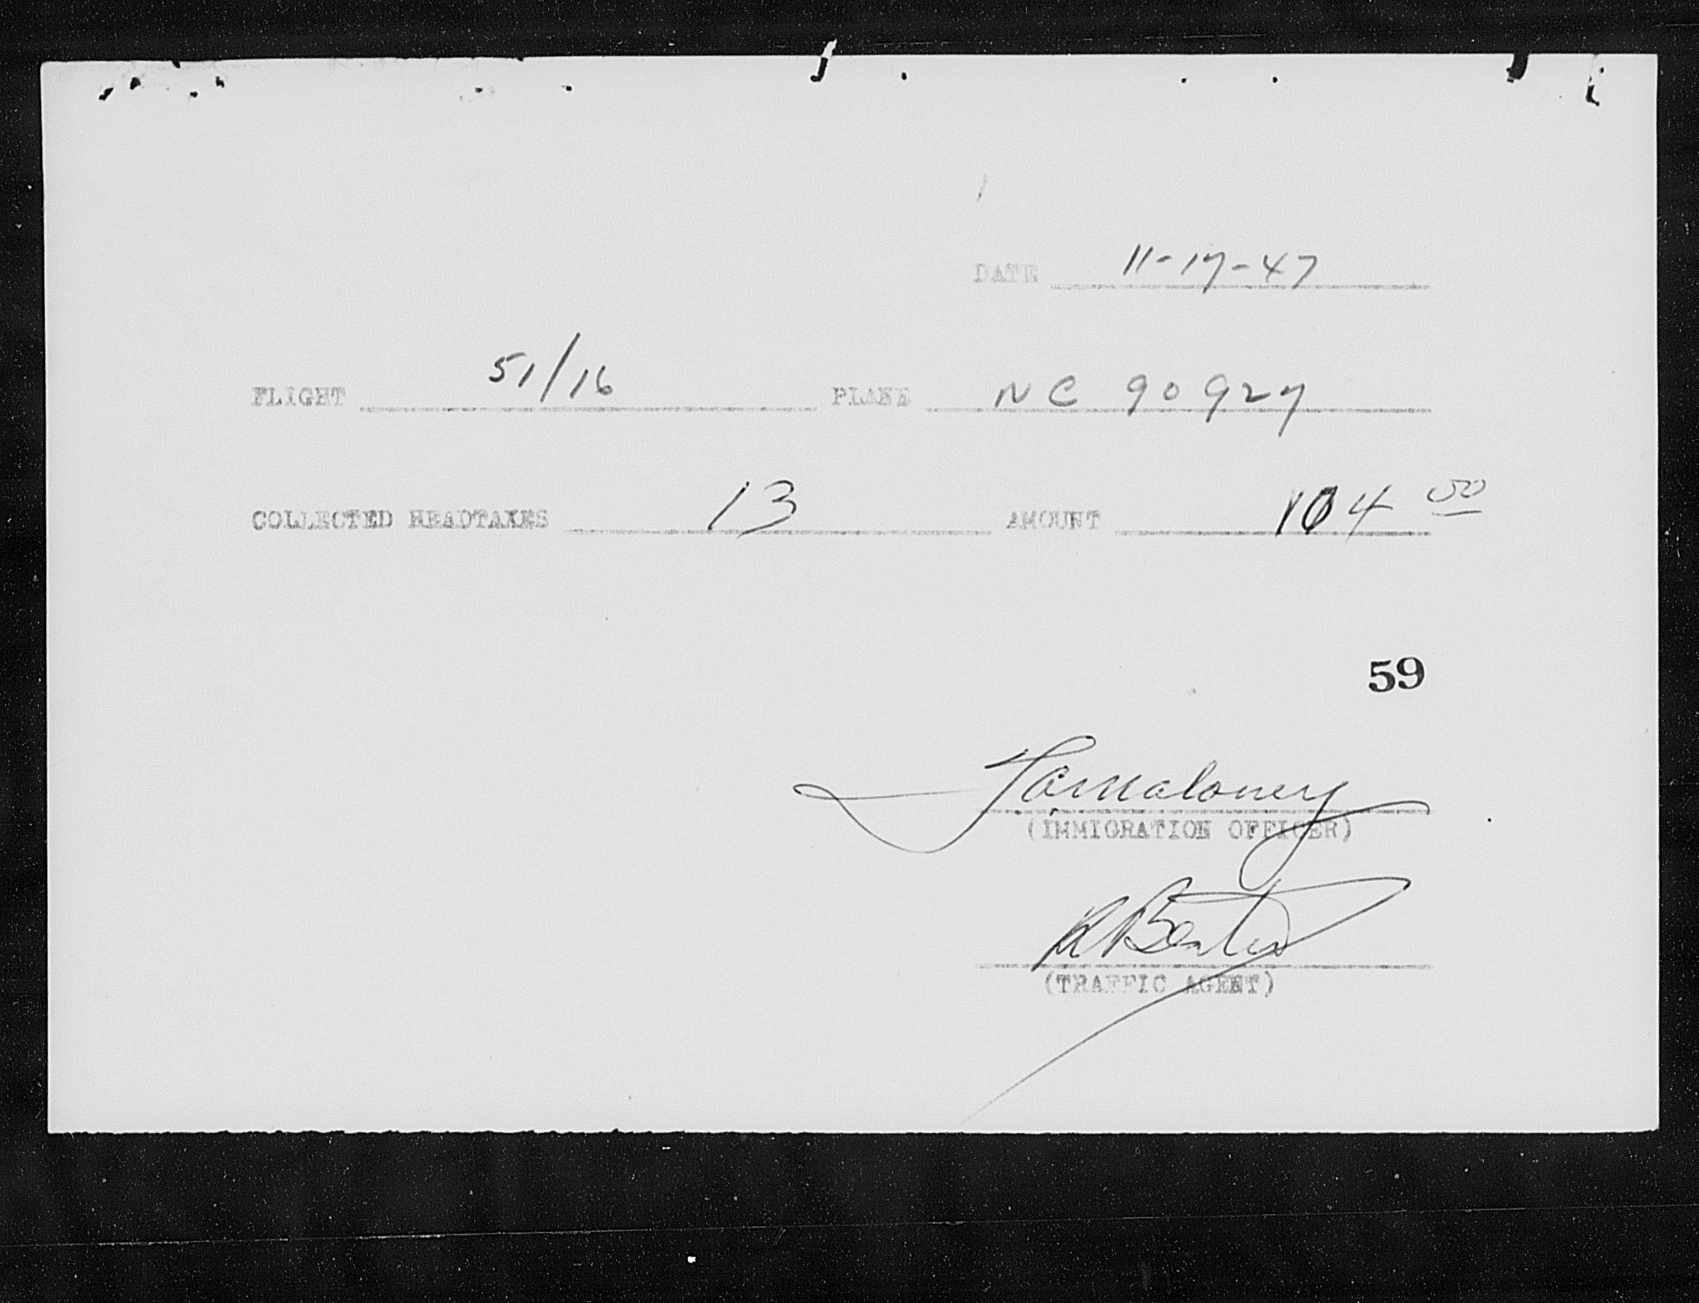 DATE 11-17-47
FLIGHT 51/16 PLANE NC 90927
COLLECTED HEADTAXES 13 AMOUNT 104 00
59
Maloney
(IMMIGRATION OFFICER)
(TRAFFIC AGENT)